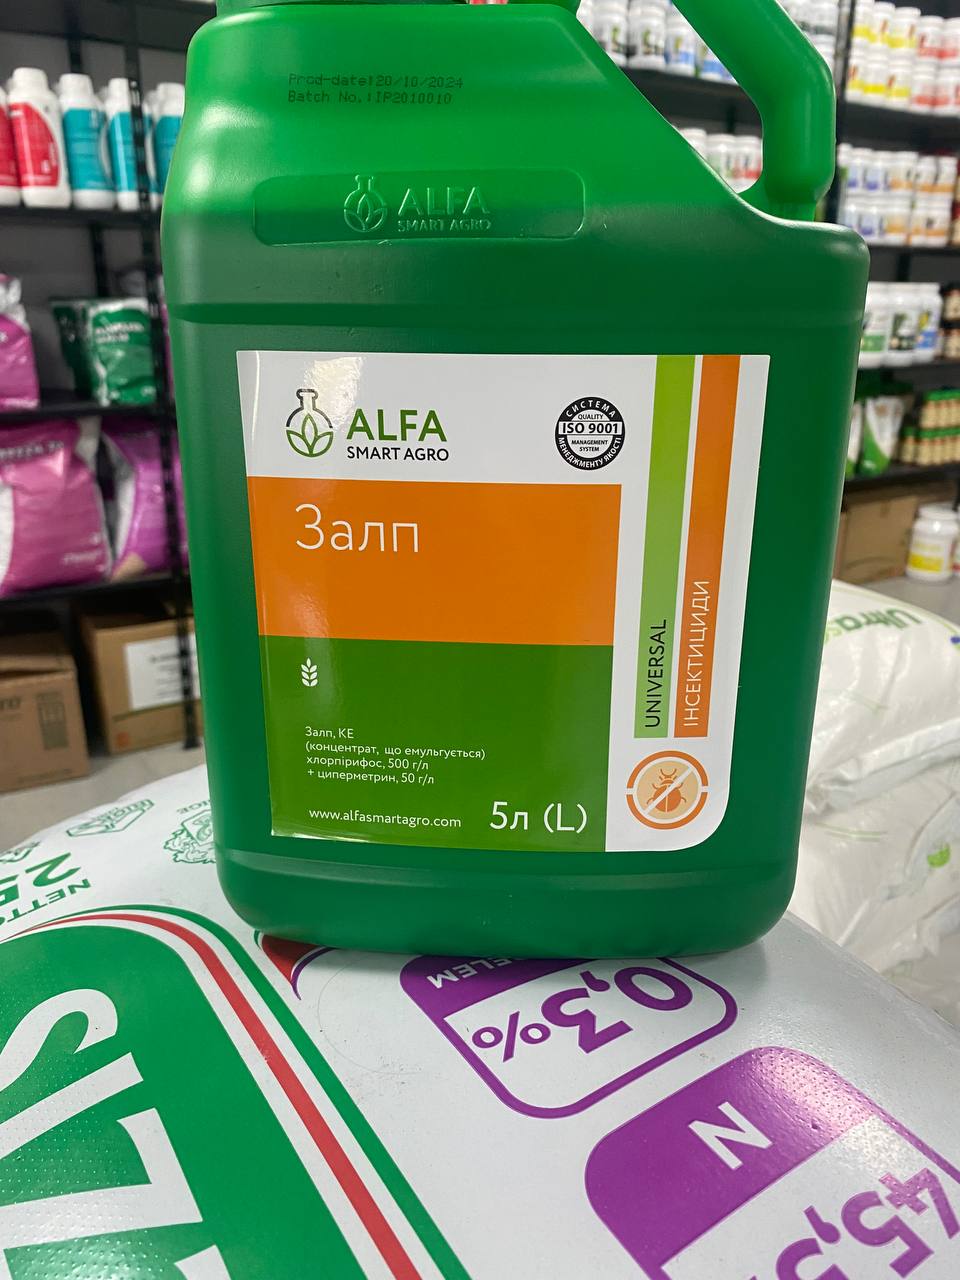 Prod-date:20/10/2024
Batch No.:IP2010010
ALFA
SMART AGRO
ALFA
SMART AGRO
СИСТЕМА
QUALITY
ISO 9001
MANAGEMENT
SYSTEM
МЕНЕДЖМЕНТУ ЯКОСТІ
Залп
UNIVERSAL
ІНСЕКТИЦИДИ
Залп, КЕ
(концентрат, що емульгується)
хлорпірифос, 500 г/л
+ циперметрин, 50 г/л
www.alfasmartagro.com
5л (L)
NETTO
25
0,3%
N
45,5